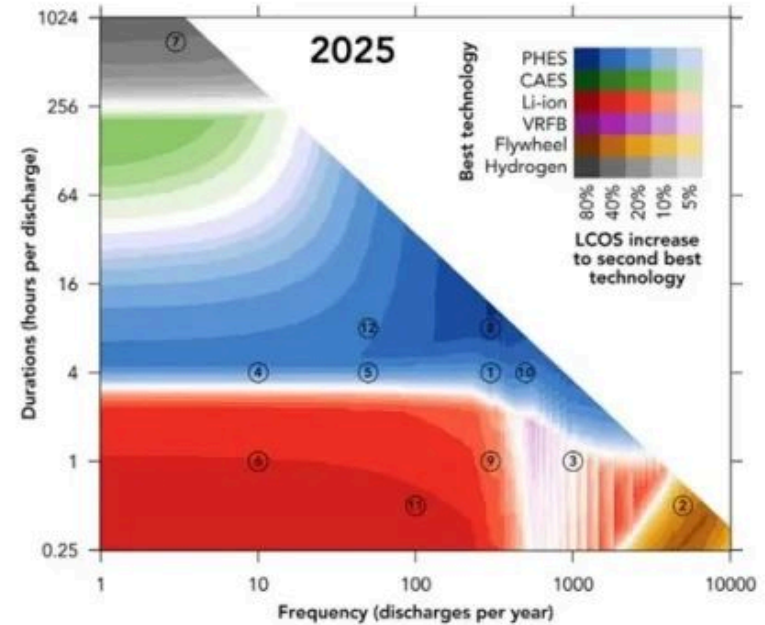 2025
Best technology
PHES
CAES
Li-ion
VRFB
Flywheel
Hydrogen
80%
40%
20%
10%
5%
LCOS increase
to second best
technology
Durations (hours per discharge)
1024
256
64
16
4
1
0.25
7
12
8
4
5
1
10
6
9
3
11
2
1
10
100
1000
10000
Frequency (discharges per year)